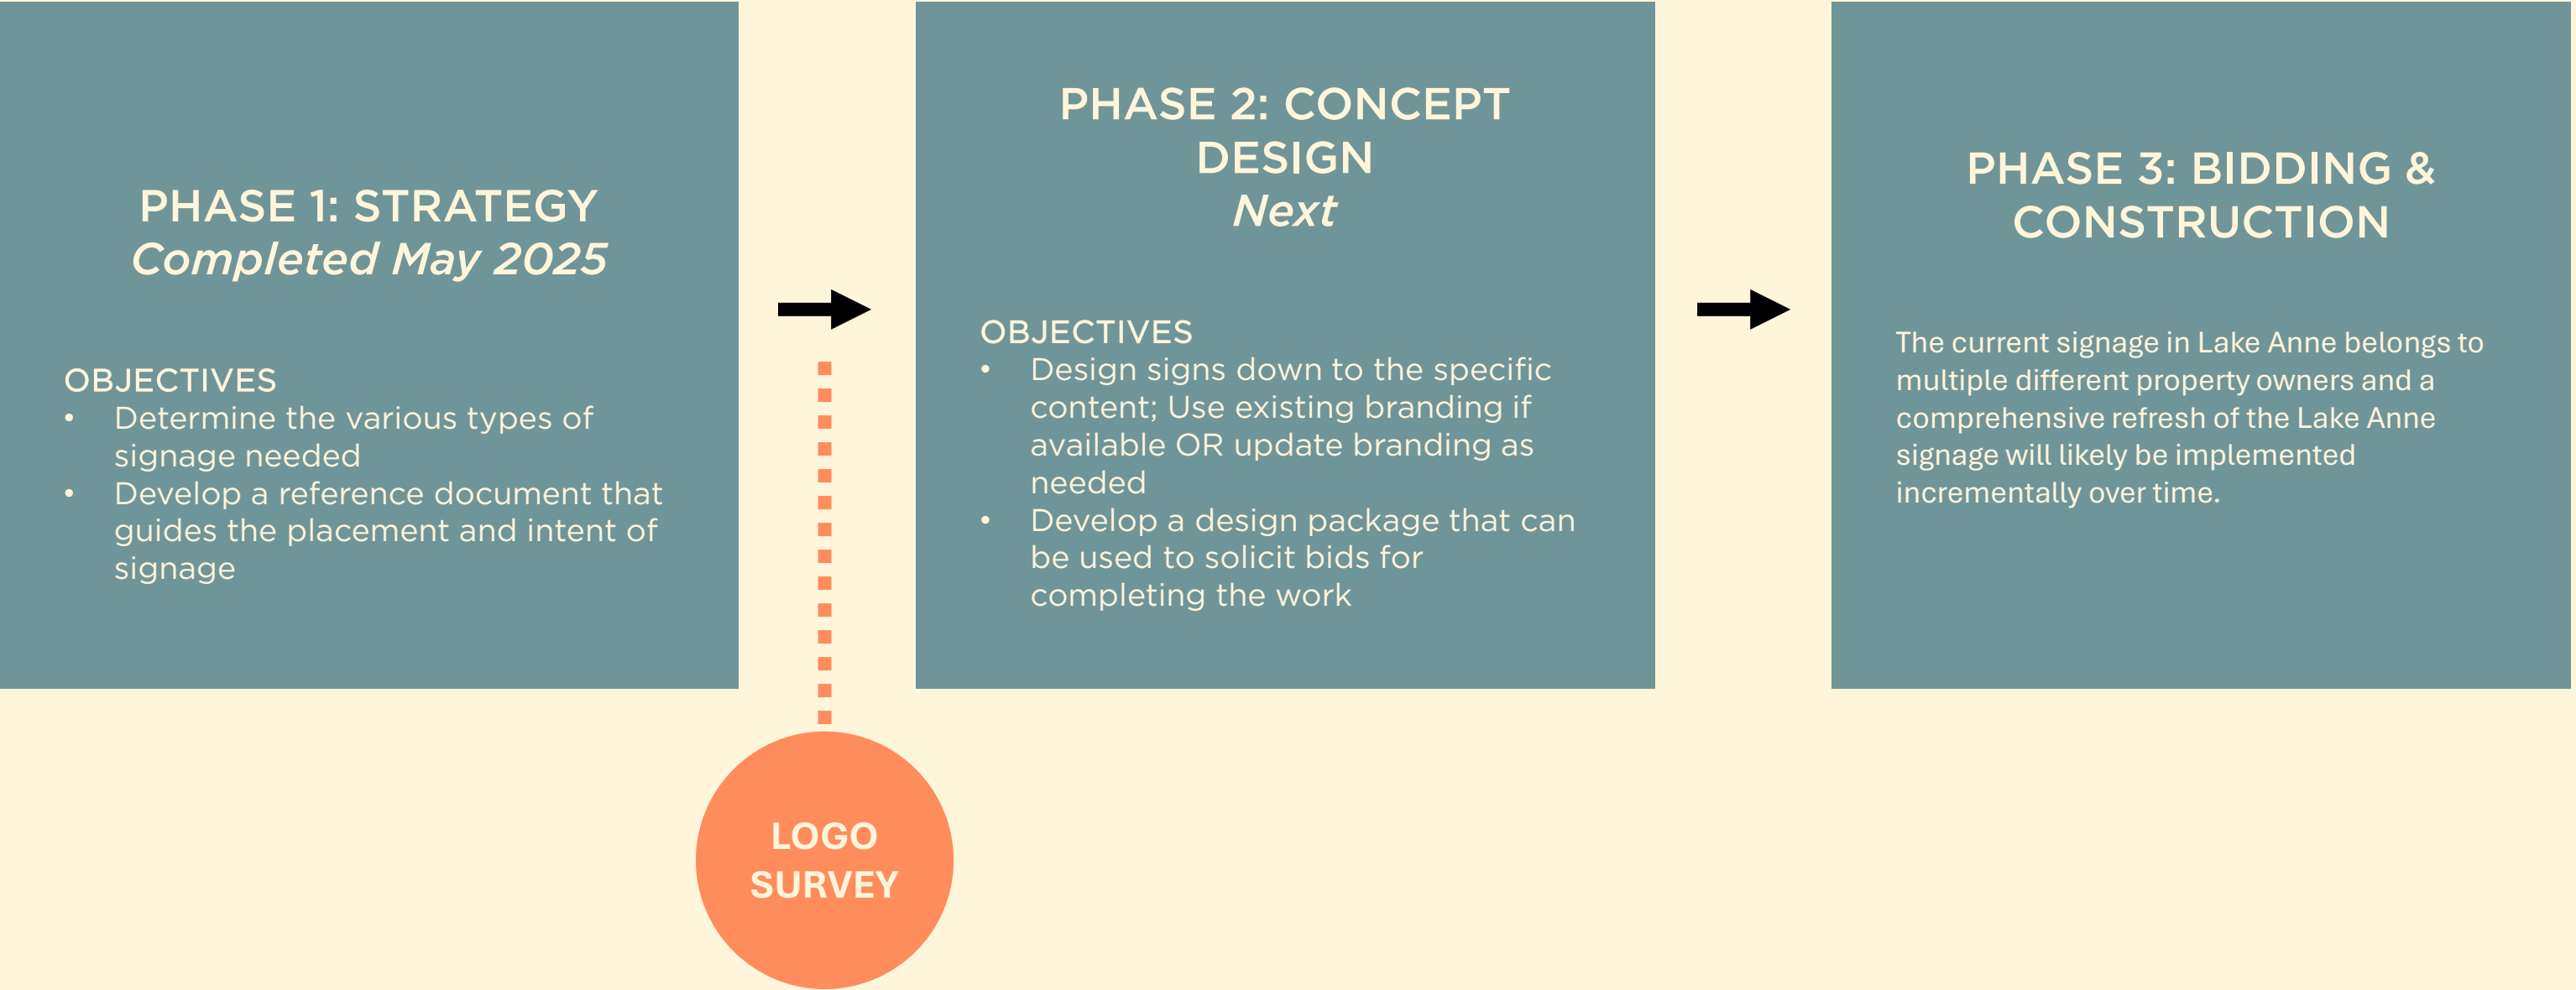 PHASE 1: STRATEGY
Completed May 2025
OBJECTIVES
• Determine the various types of
signage needed
• Develop a reference document that
guides the placement and intent of
signage
PHASE 2: CONCEPT
DESIGN
Next
OBJECTIVES
• Design signs down to the specific
content; Use existing branding if
available OR update branding as
needed
• Develop a design package that can
be used to solicit bids for
completing the work
PHASE 3: BIDDING &
CONSTRUCTION
The current signage in Lake Anne belongs to
multiple different property owners and a
comprehensive refresh of the Lake Anne
signage will likely be implemented
incrementally over time.
LOGO
SURVEY